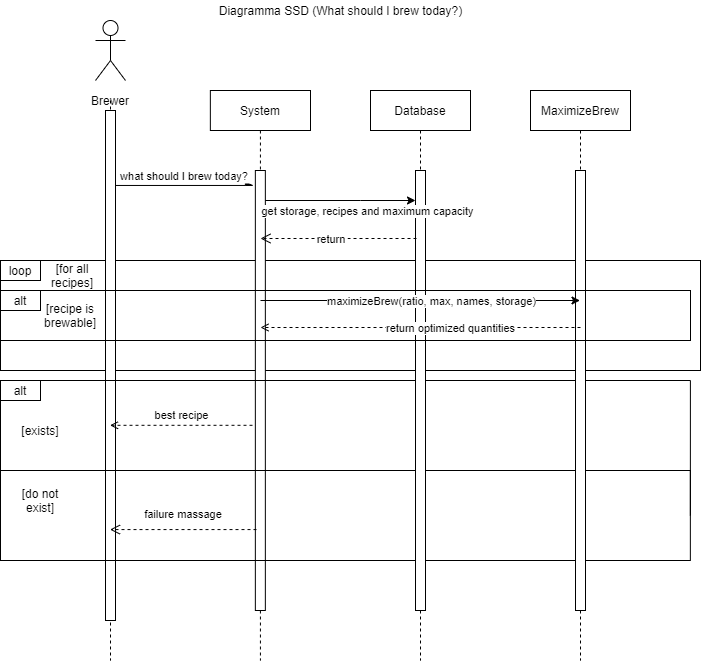 Diagramma SSD (What should I brew today?)
Brewer
System
Database
MaximizeBrew
what should I brew today?
get storage, recipes and maximum capacity
return
loop
[for all
recipes]
alt
[recipe is
brewable]
maximizeBrew(ratio, max, names, storage)
return optimized quantities
alt
best recipe
[exists]
[do not
exist]
failure massage